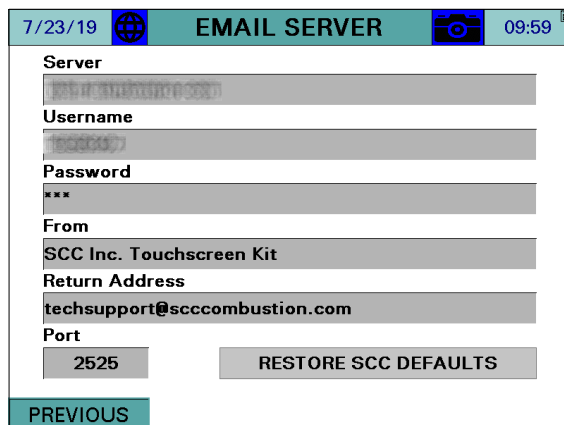 7/23/19 EMAIL SERVER 09:59
Server
Username
Password
***
From
SCC Inc. Touchscreen Kit
Return Address
techsupport@scccombustion.com
Port
2525 RESTORE SCC DEFAULTS
PREVIOUS